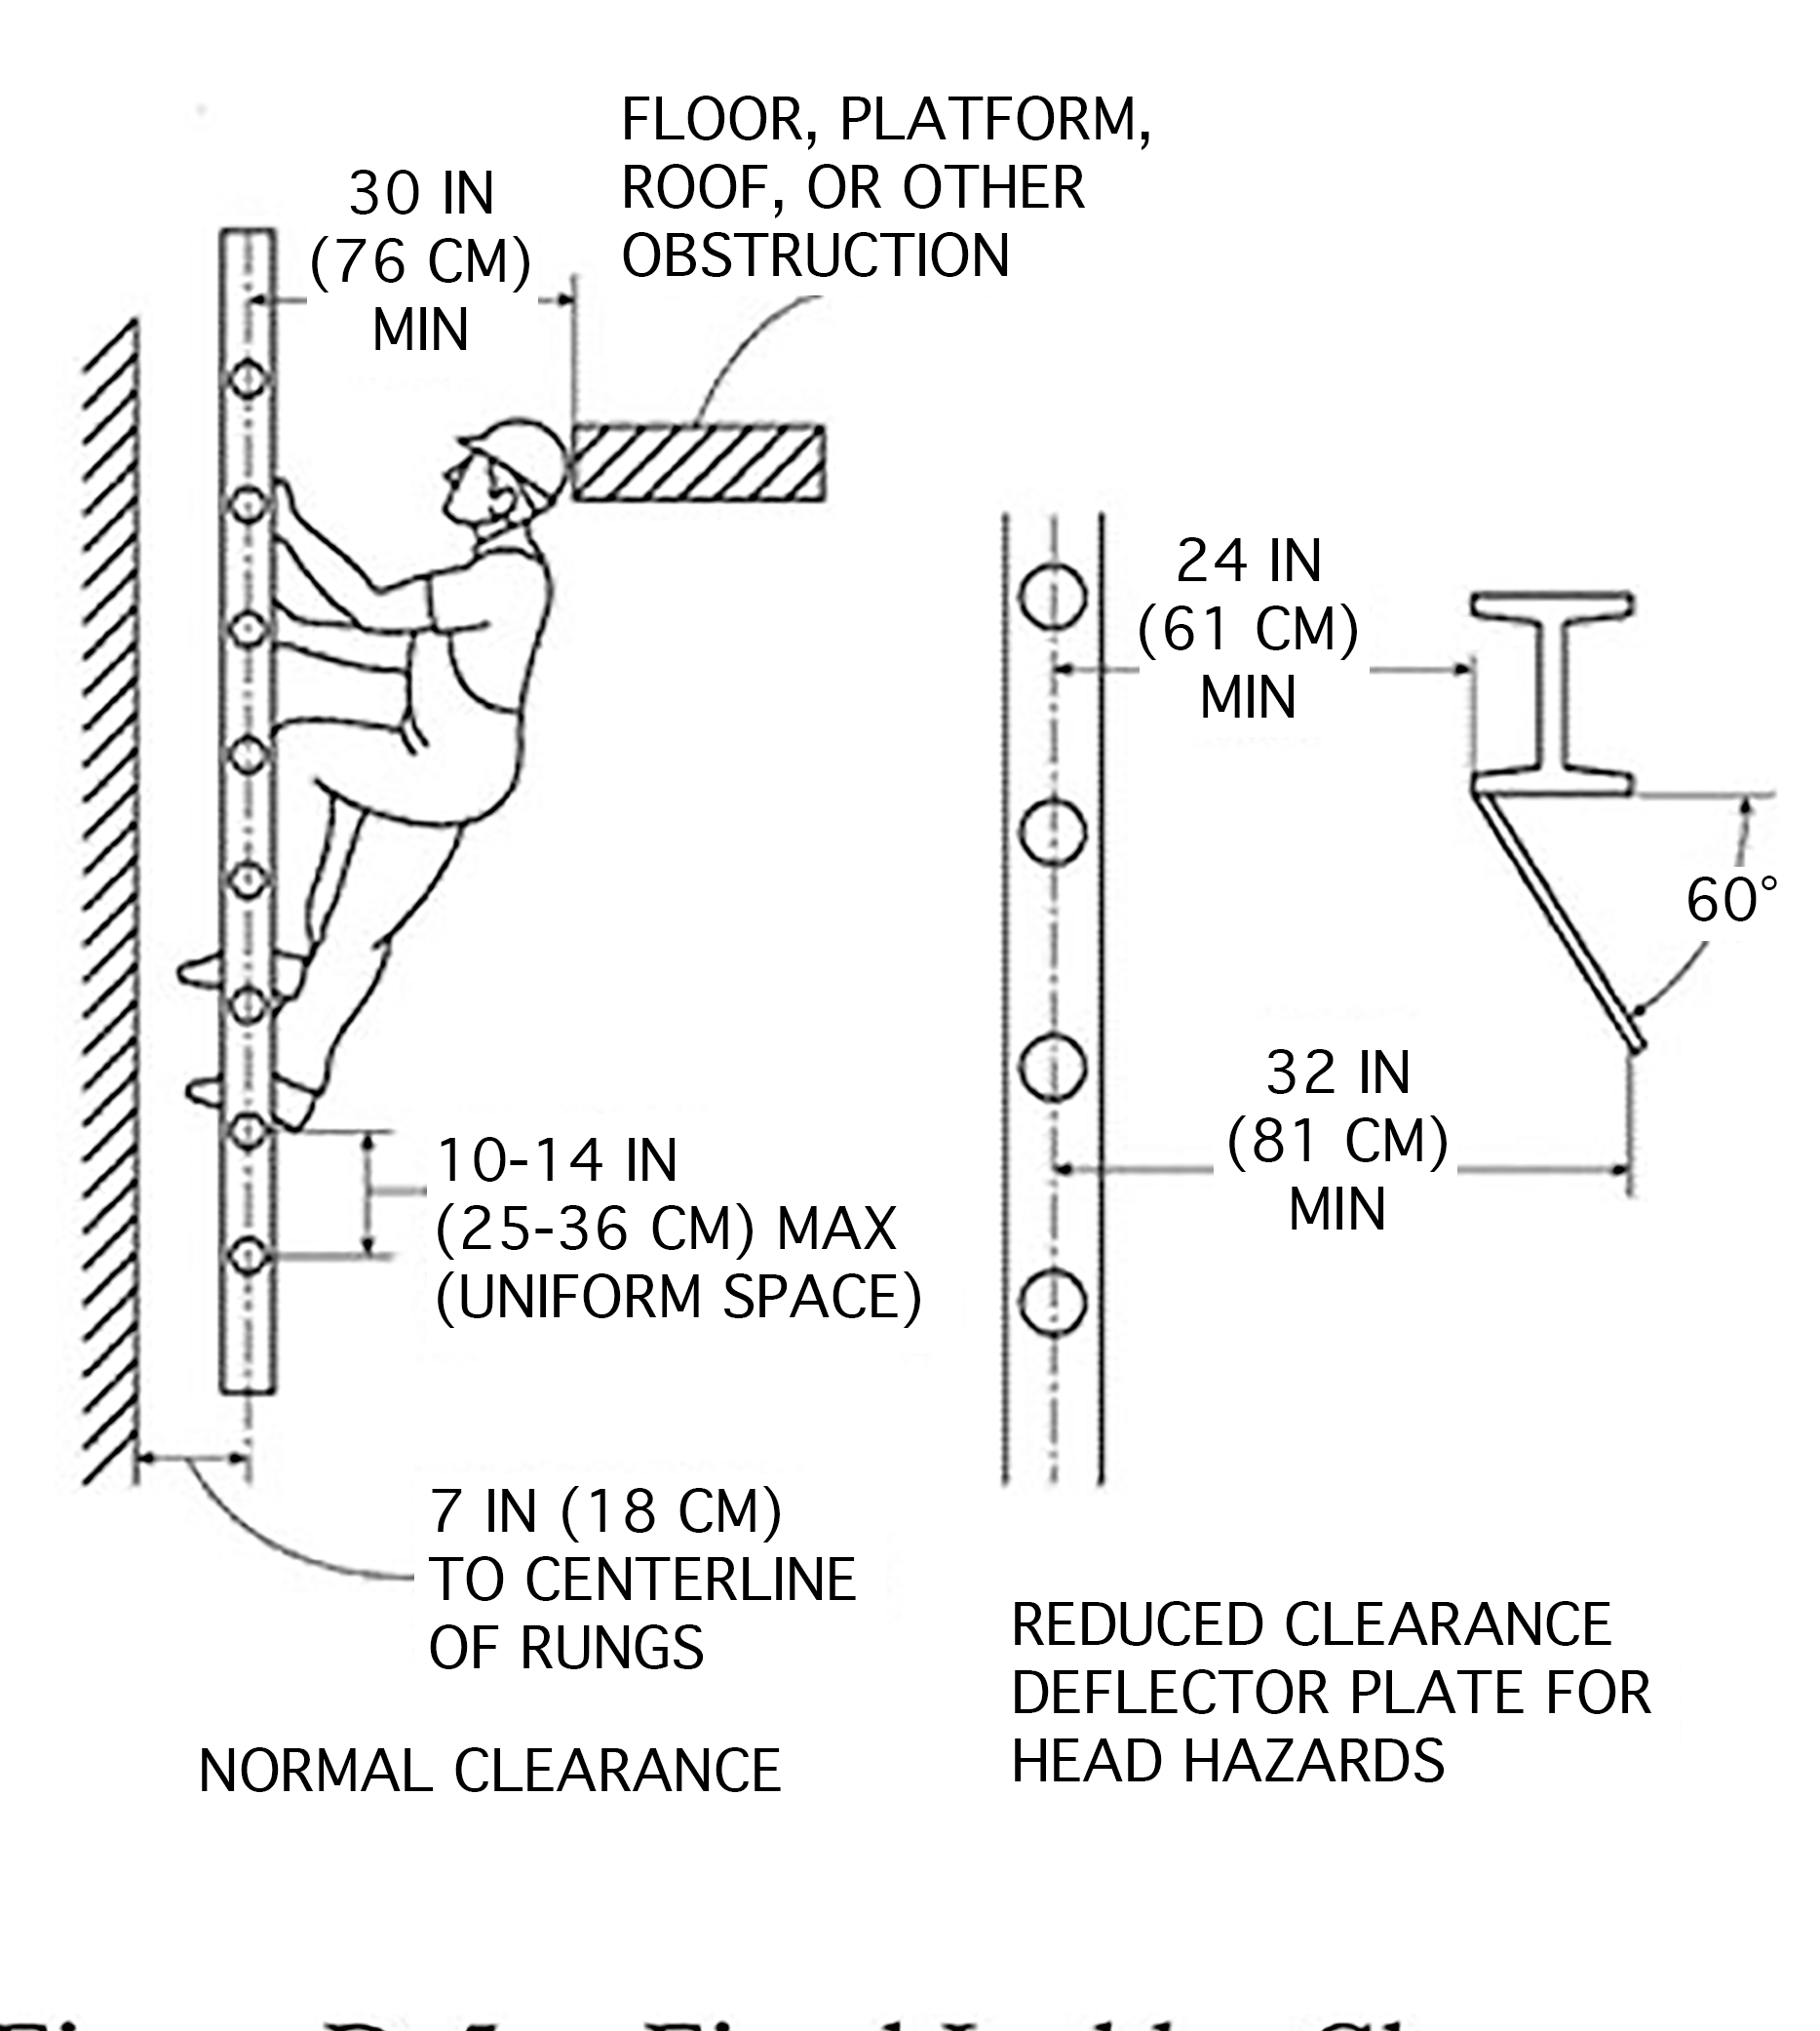 FLOOR, PLATFORM,
ROOF, OR OTHER
OBSTRUCTION
30 IN
(76 CM)
MIN
24 IN
(61 CM)
MIN
60°
32 IN
(81 CM)
MIN
10-14 IN
(25-36 CM) MAX
(UNIFORM SPACE)
7 IN (18 CM)
TO CENTERLINE
OF RUNGS
NORMAL CLEARANCE
REDUCED CLEARANCE
DEFLECTOR PLATE FOR
HEAD HAZARDS